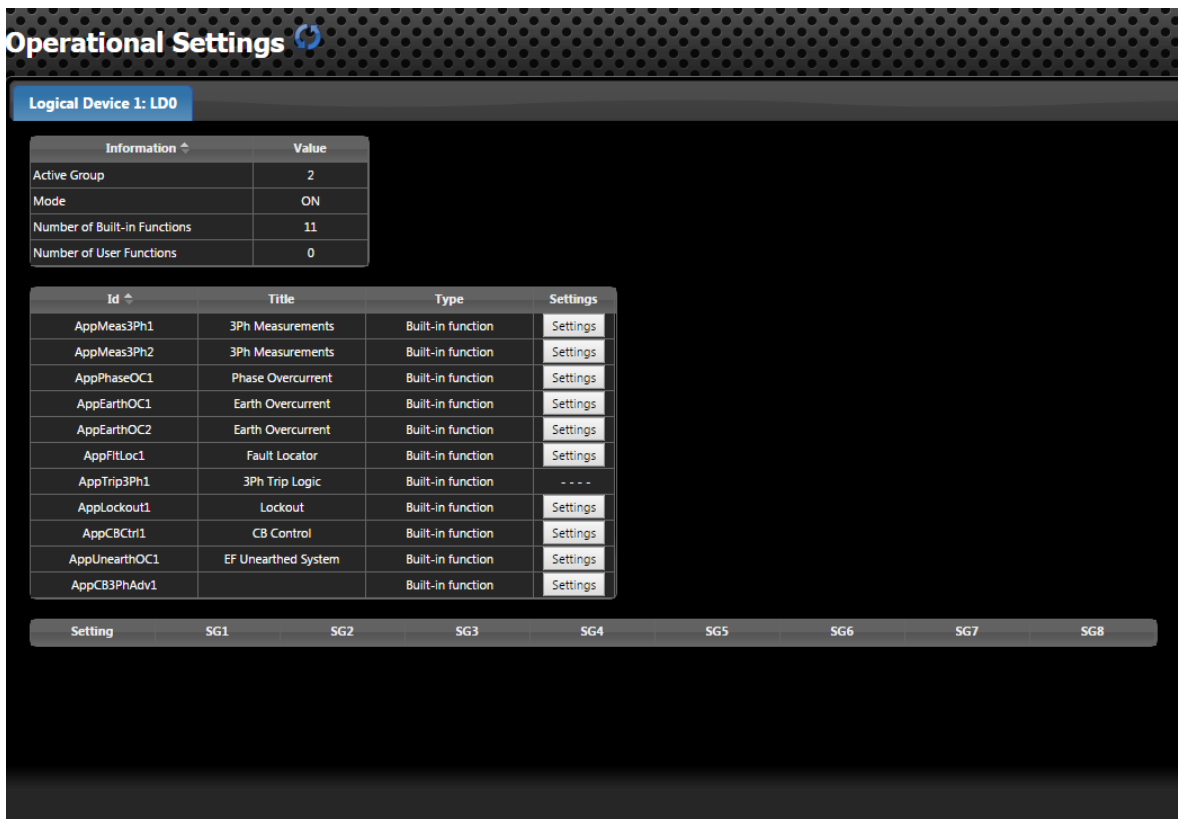 Operational Settings
Logical Device 1: LD0
Information Value
Active Group 2
Mode ON
Number of Built-in Functions 11
Number of User Functions 0
Id Title Type Settings
AppMeas3Ph1 3Ph Measurements Built-in function Settings
AppMeas3Ph2 3Ph Measurements Built-in function Settings
AppPhaseOC1 Phase Overcurrent Built-in function Settings
AppEarthOC1 Earth Overcurrent Built-in function Settings
AppEarthOC2 Earth Overcurrent Built-in function Settings
AppFltLoc1 Fault Locator Built-in function Settings
AppTrip3Ph1 3Ph Trip Logic Built-in function - - - -
AppLockout1 Lockout Built-in function Settings
AppCBCtrl1 CB Control Built-in function Settings
AppUnearthOC1 EF Unearthed System Built-in function Settings
AppCB3PhAdv1 Built-in function Settings
Setting SG1 SG2 SG3 SG4 SG5 SG6 SG7 SG8